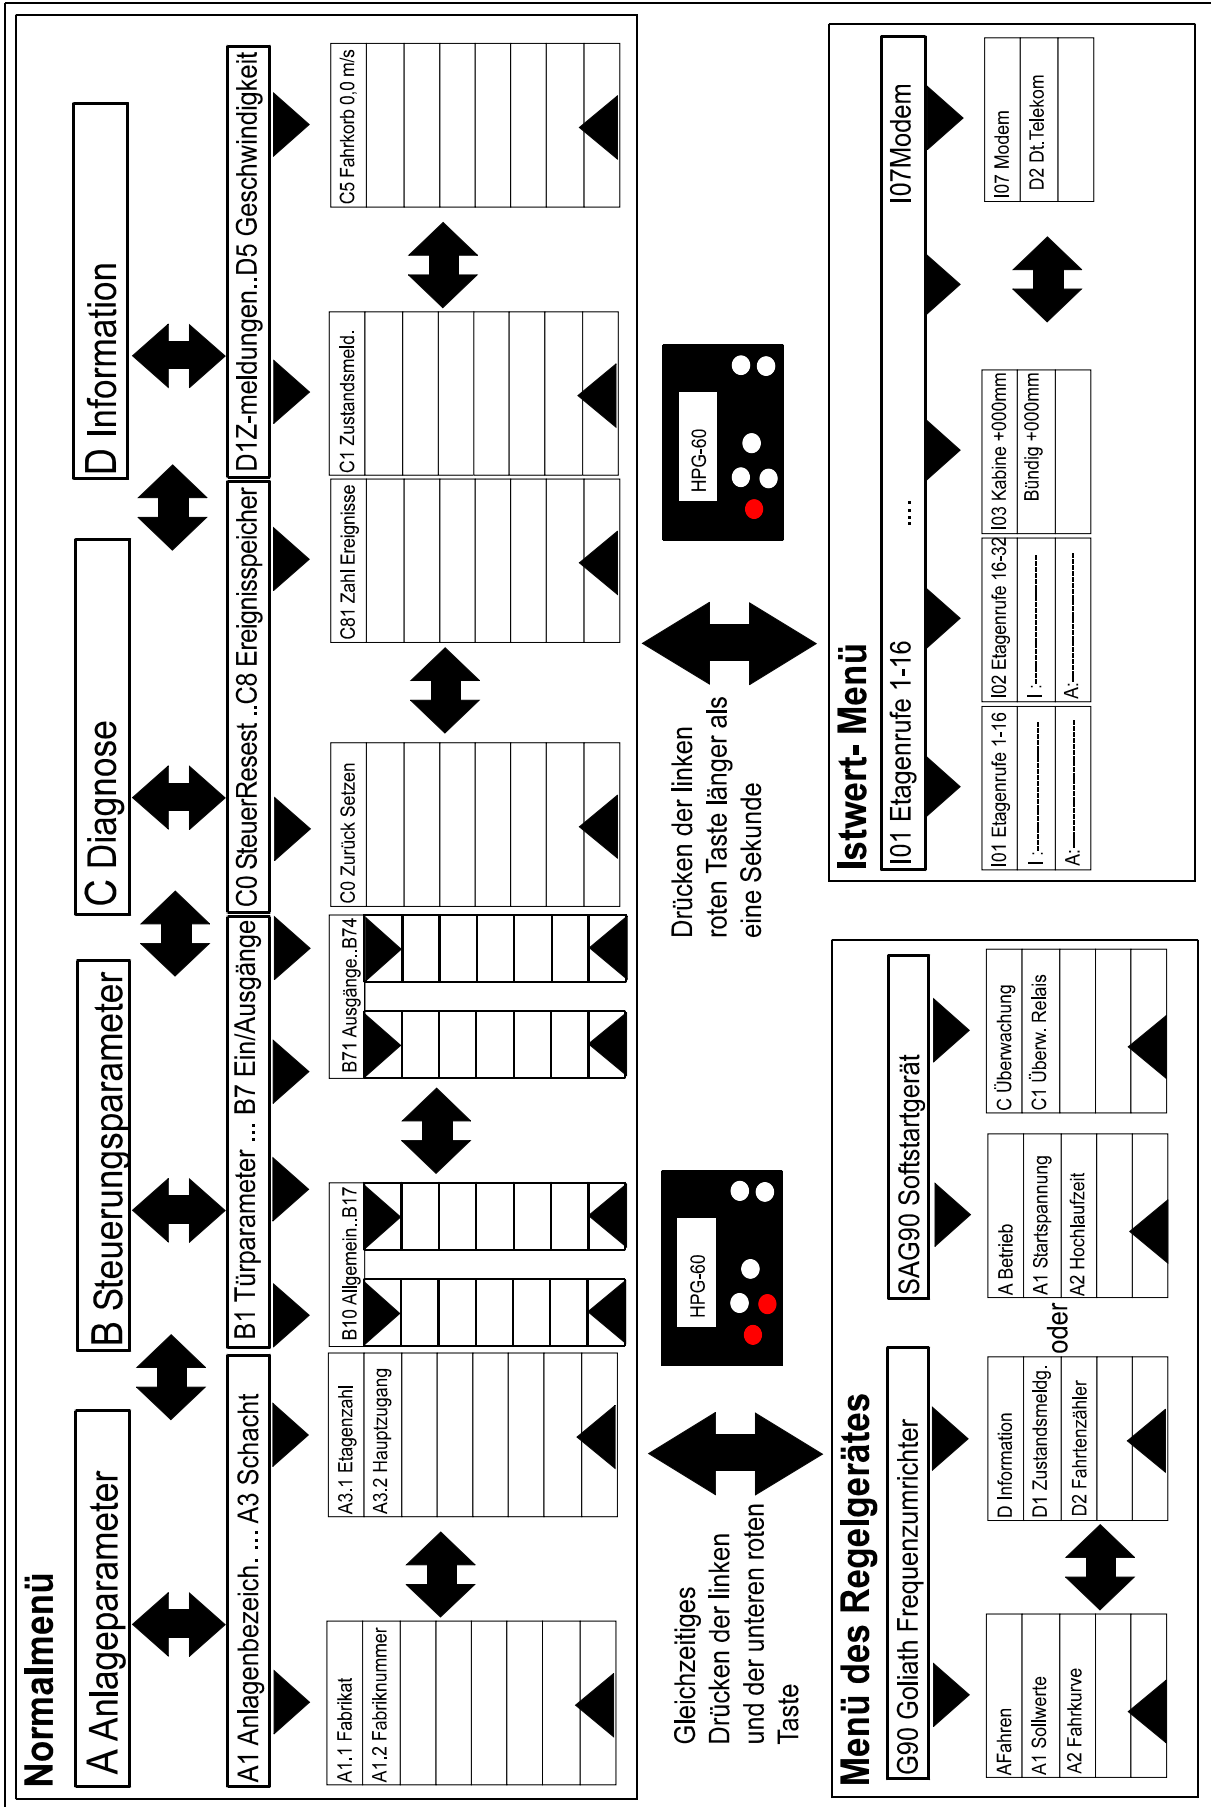 Normalmenü
A Anlageparameter
B Steuerungsparameter
C Diagnose
D Information
A1 Anlagenbezeich. ... A3 Schacht
B1 Türparameter ... B7 Ein/Ausgänge
C0 SteuerResest ..C8 Ereignisspeicher
D1Z-meldungen..D5 Geschwindigkeit
A1.1 Fabrikat
A1.2 Fabriknummer
A3.1 Etagenzahl
A3.2 Hauptzugang
B10 Allgemein..B17
B71 Ausgänge..B74
C0 Zurück Setzen
C81 Zahl Ereignisse
C1 Zustandsmeld.
C5 Fahrkorb 0,0 m/s
Gleichzeitiges
Drücken der linken
und der unteren roten
Taste
HPG-60
Drücken der linken
roten Taste länger als
eine Sekunde
HPG-60
Menü des Regelgerätes
G90 Goliath Frequenzumrichter
SAG90 Softstartgerät
AFahren
A1 Sollwerte
A2 Fahrkurve
D Information
D1 Zustandsmeldg.
D2 Fahrtenzähler
oder
A Betrieb
A1 Startspannung
A2 Hochlaufzeit
C Überwachung
C1 Überw. Relais
Istwert- Menü
I01 Etagenrufe 1-16
....
I07Modem
I01 Etagenrufe 1-16
I :----------------
A:----------------
I02 Etagenrufe 16-32
I :----------------
A:----------------
I03 Kabine +000mm
Bündig +000mm
I07 Modem
D2 Dt.Telekom